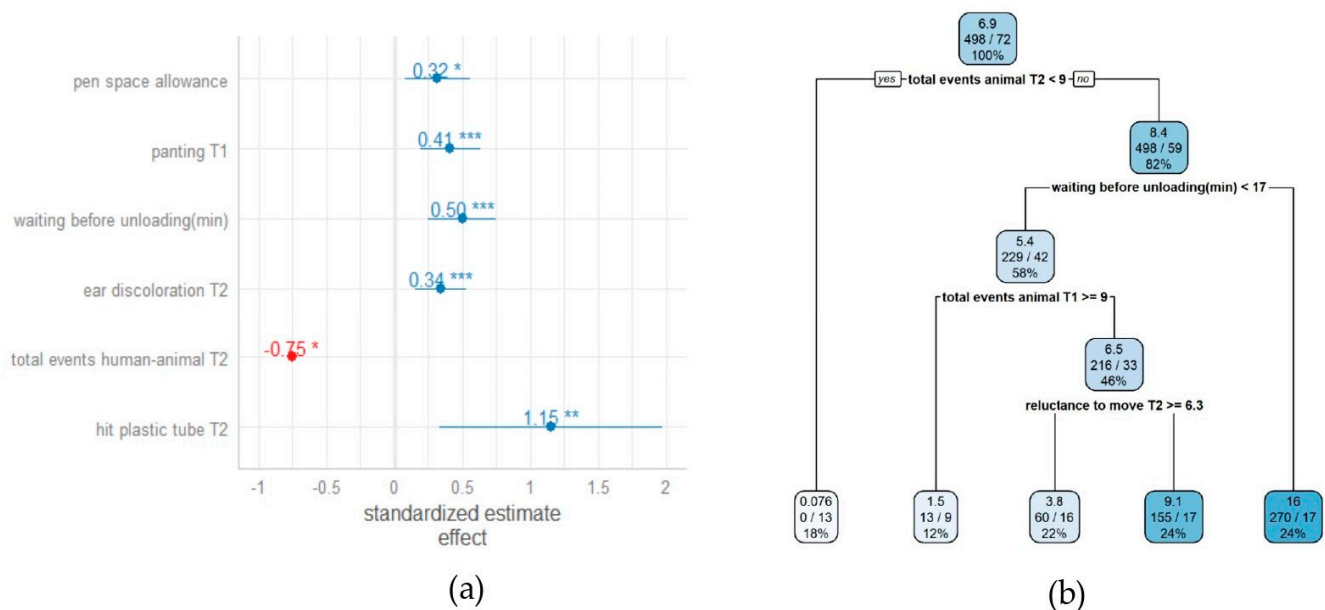 pen space allowance
0.32 *
panting T1
0.41 ***
waiting before unloading(min)
0.50 ***
ear discoloration T2
0.34 ***
total events human-animal T2
-0.75 *
hit plastic tube T2
1.15 **
-1 -0.5 0 0.5 1 1.5 2
standardized estimate
effect
(a)
6.9
498 / 72
100%
yes total events animal T2 < 9 no
8.4
498 / 59
82%
waiting before unloading(min) < 17
5.4
229 / 42
58%
total events animal T1 >= 9
6.5
216 / 33
46%
reluctance to move T2 >= 6.3
0.076
0 / 13
18%
1.5
13 / 9
12%
3.8
60 / 16
22%
9.1
155 / 17
24%
16
270 / 17
24%
(b)